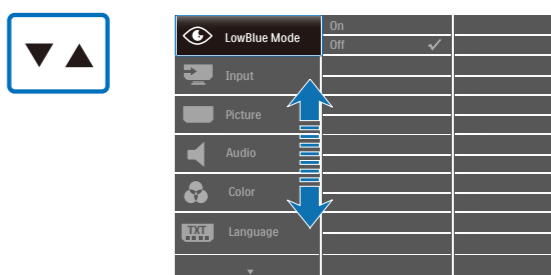 LowBlue Mode
On
Off
Input
Picture
Audio
Color
TXT
Language